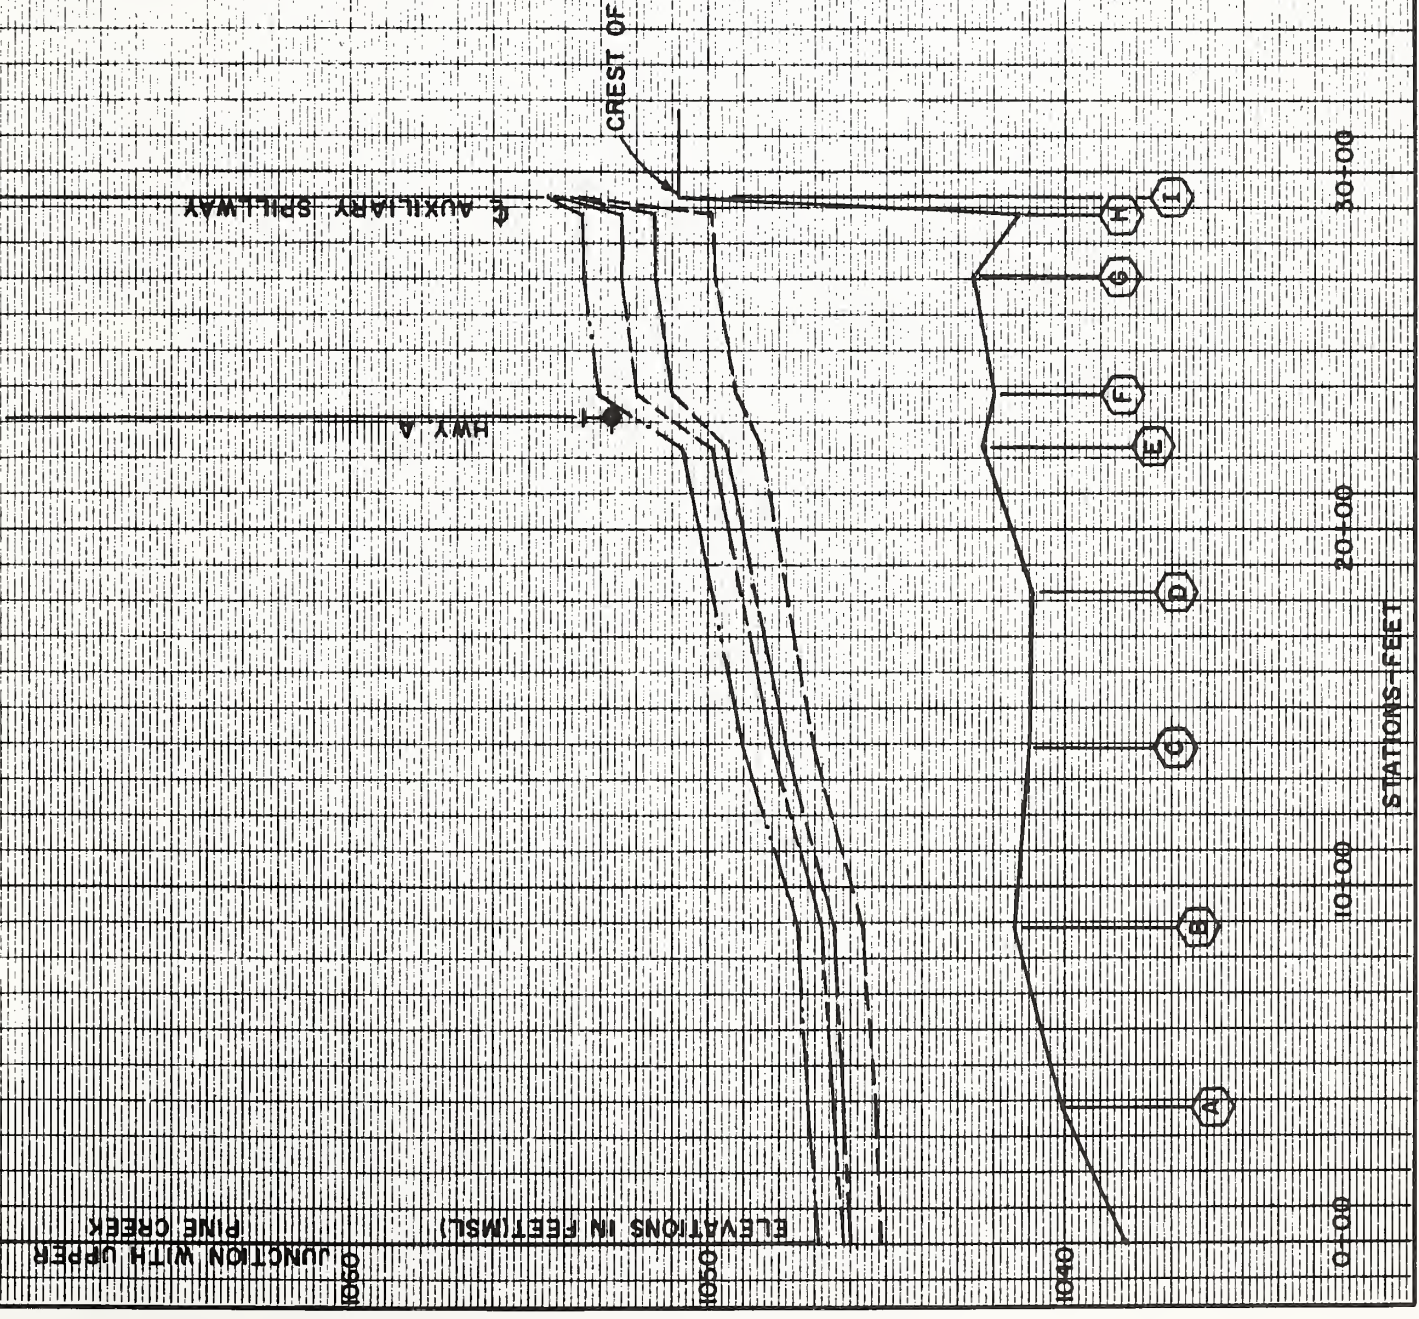 CREST OF
℄ AUXILIARY SPILLWAY
HWY. A
JUNCTION WITH UPPER
PINE CREEK
ELEVATIONS IN FEET(MSL)
1060
1050
1040
A
B
C
D
E
F
G
H
I
0+00
10+00
20+00
30+00
STATIONS-FEET